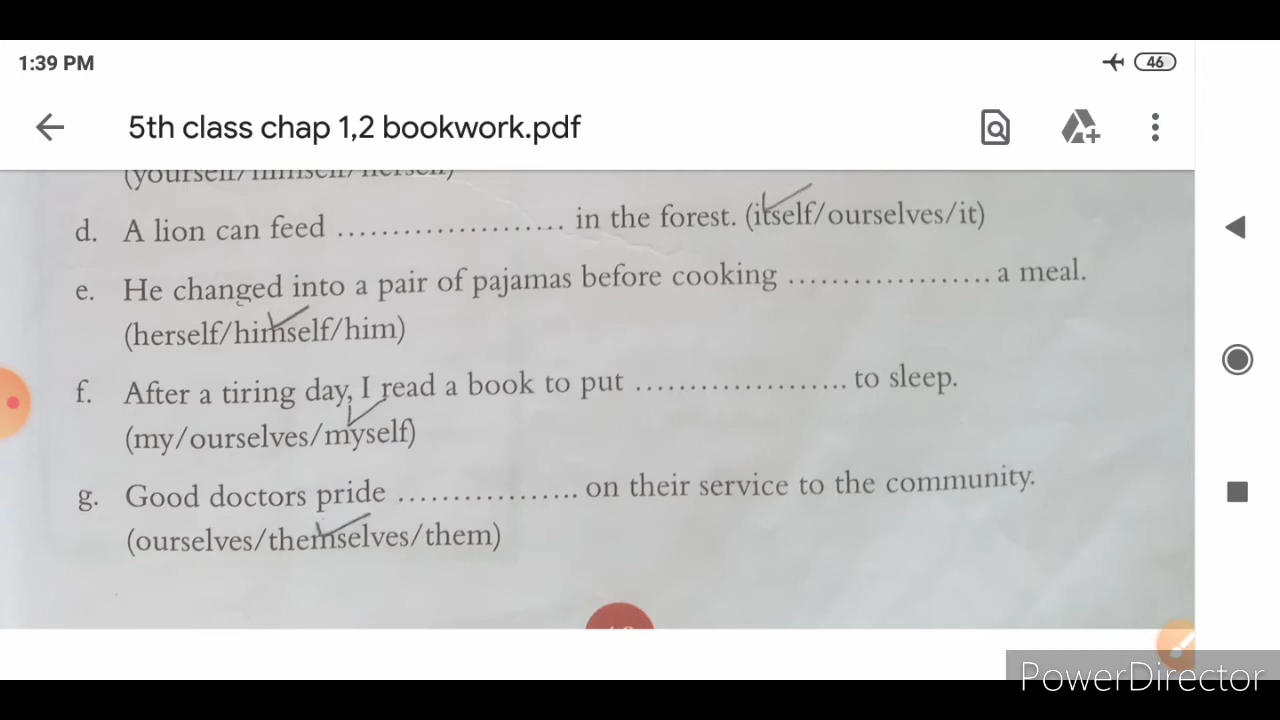 1:39 PM
46
5th class chap 1,2 bookwork.pdf
(yourself/himself/herself)
d. A lion can feed ...................... in the forest. (itself/ourselves/it)
e. He changed into a pair of pajamas before cooking ................... a meal.
(herself/himself/him)
f. After a tiring day, I read a book to put .................... to sleep.
(my/ourselves/myself)
g. Good doctors pride ................. on their service to the community.
(ourselves/themselves/them)
PowerDirector